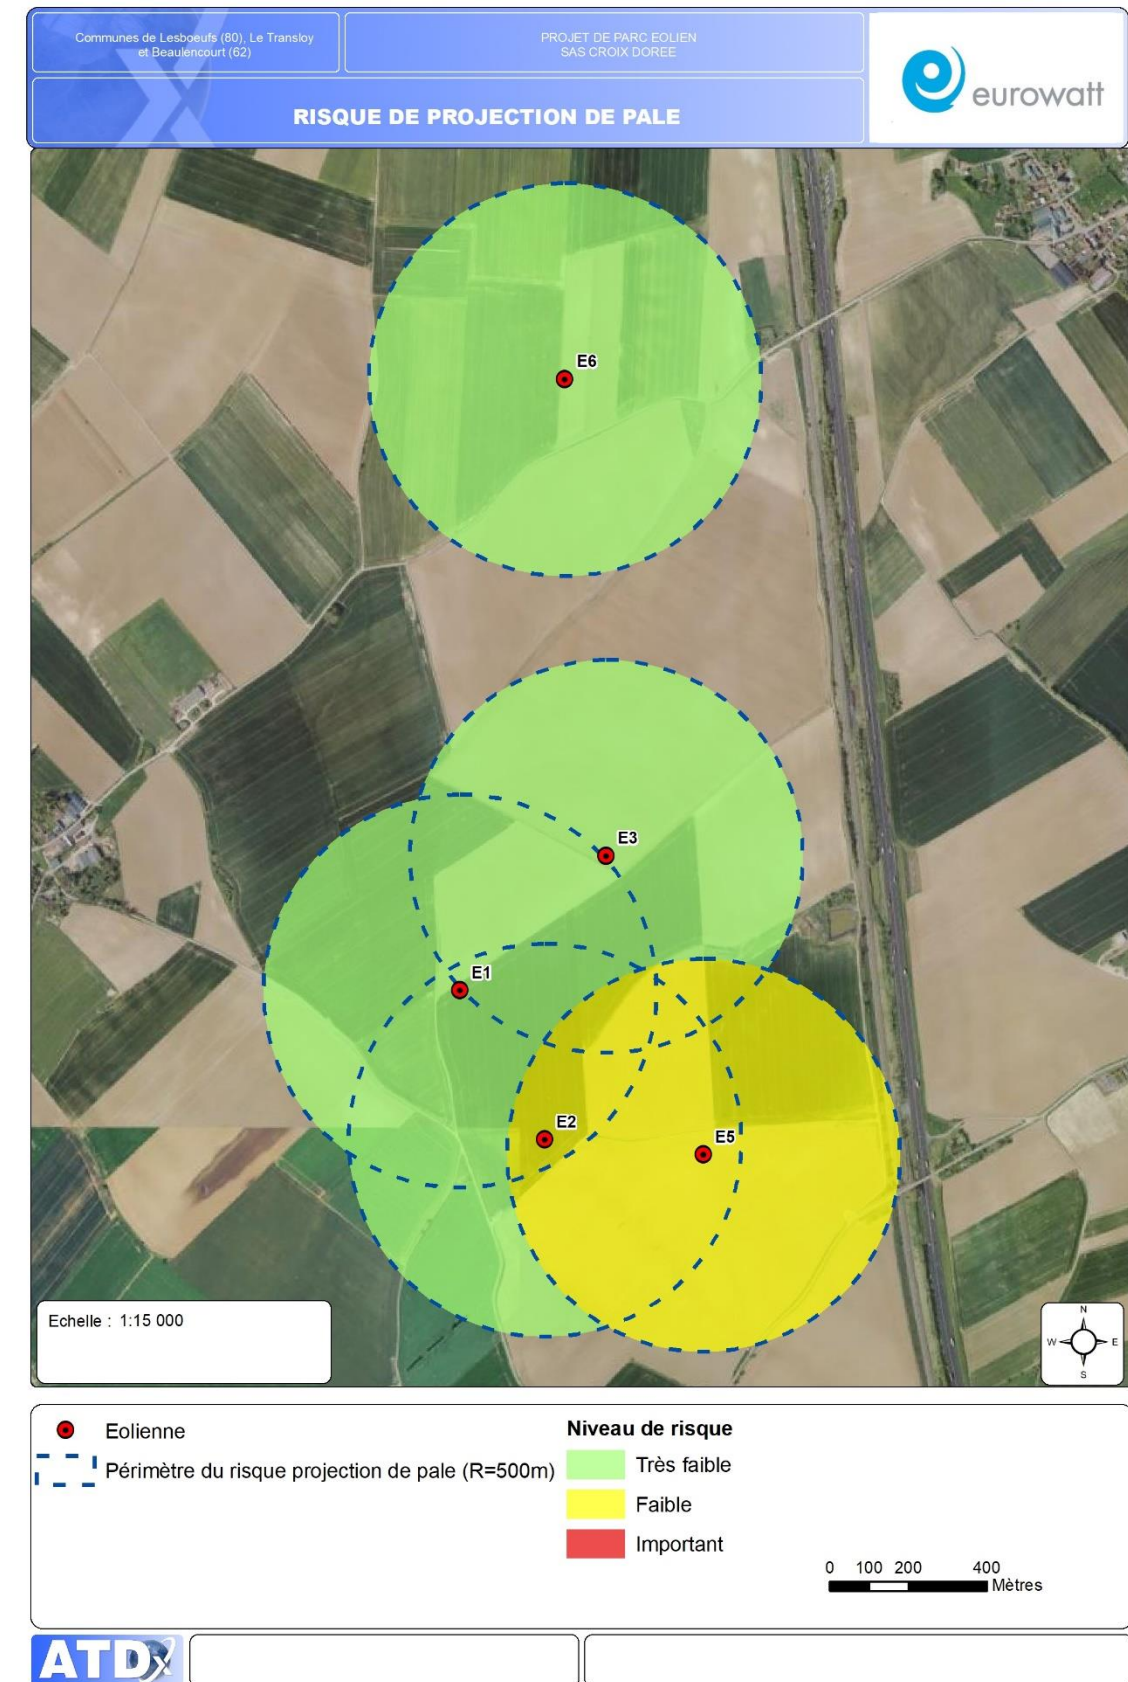 Communes de Lesboeufs (80), Le Transloy
et Beaulencourt (62)
PROJET DE PARC EOLIEN
SAS CROIX DOREE
RISQUE DE PROJECTION DE PALE
eurowatt
E6
E3
E1
E2
E5
Echelle : 1:15 000
N
W E
S
Eolienne
Périmètre du risque projection de pale (R=500m)
Niveau de risque
Très faible
Faible
Important
0 100 200 400
Mètres
ATDx